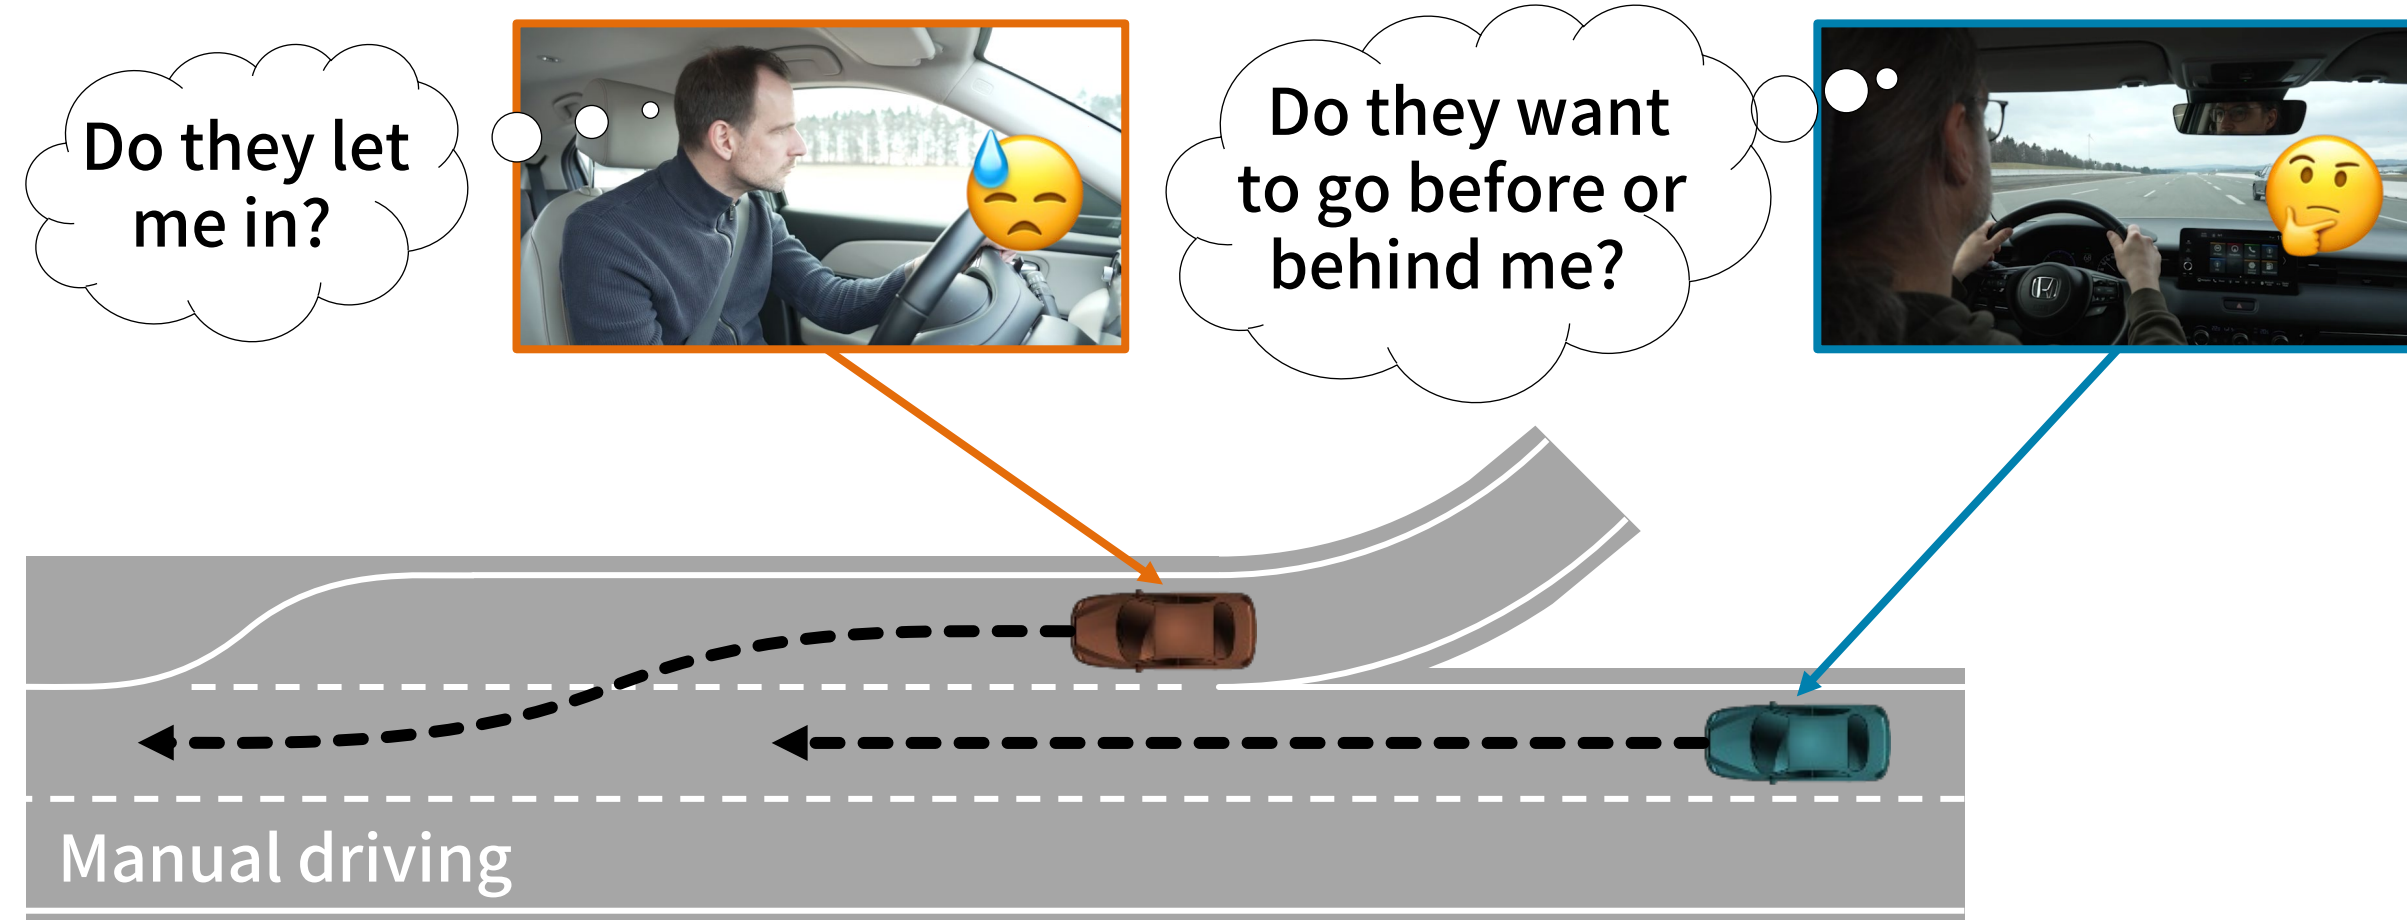 Do they let
me in?
Do they want
to go before or
behind me?
Manual driving